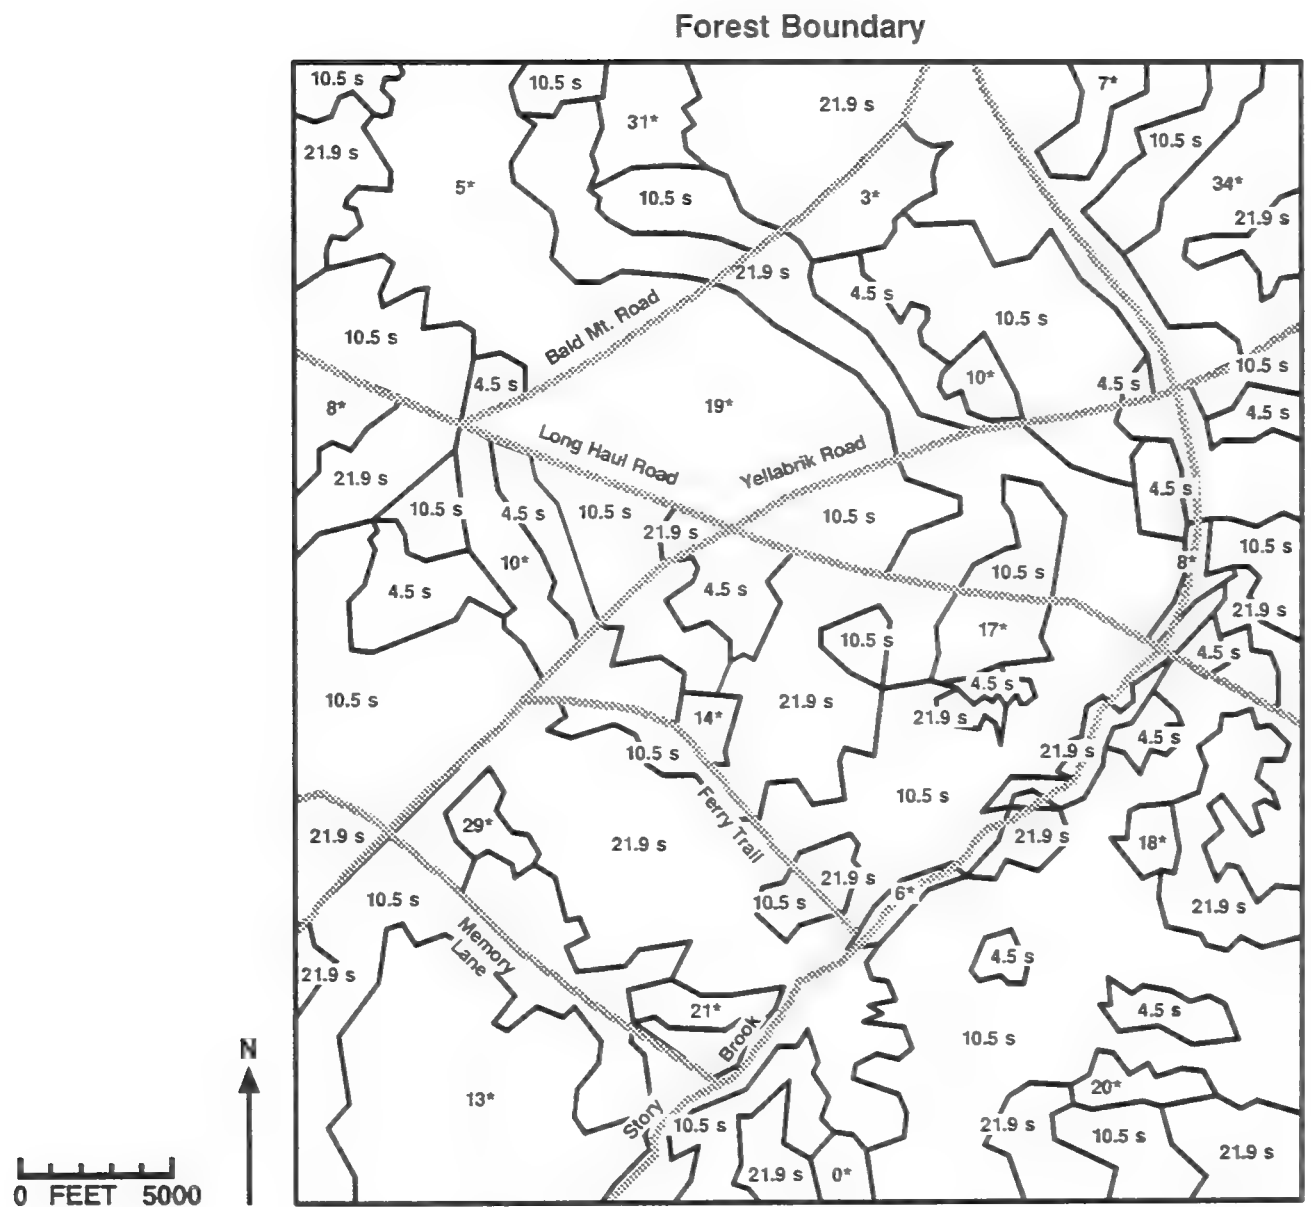 Forest Boundary
10.5 s
10.5 s
21.9 s
7*
31*
10.5 s
21.9 s
5*
10.5 s
3*
34*
21.9 s
21.9 s
4.5 s
10.5 s
Bald Mt. Road
10.5 s
10.5 s
4.5 s
10*
4.5 s
8*
19*
4.5 s
Long Haul Road
Yellabrik Road
21.9 s
4.5 s
10.5 s
4.5 s
10.5 s
10.5 s
21.9 s
10.5 s
10*
8*
4.5 s
4.5 s
10.5 s
21.9 s
10.5 s
17*
4.5 s
4.5 s
10.5 s
21.9 s
14*
21.9 s
10.5 s
21.9 s
4.5 s
Ferry Trail
10.5 s
29*
21.9 s
21.9 s
21.9 s
18*
21.9 s
10.5 s
10.5 s
6*
21.9 s
Memory
Lane
21.9 s
4.5 s
21*
Brook
4.5 s
10.5 s
N
13*
Story
20*
10.5 s
21.9 s
10.5 s
21.9 s
21.9 s
0*
0 FEET 5000